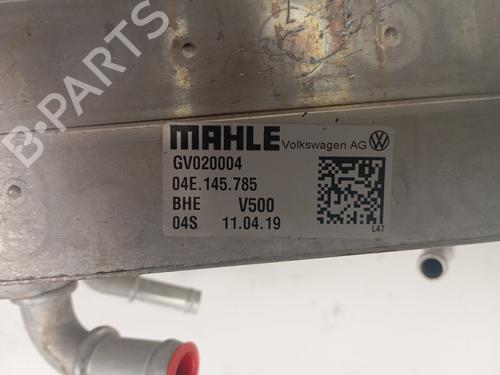 B-PARTS
MAHLE Volkswagen AG
GV020004
04E.145.785
BHE V500
04S 11.04.19
L47